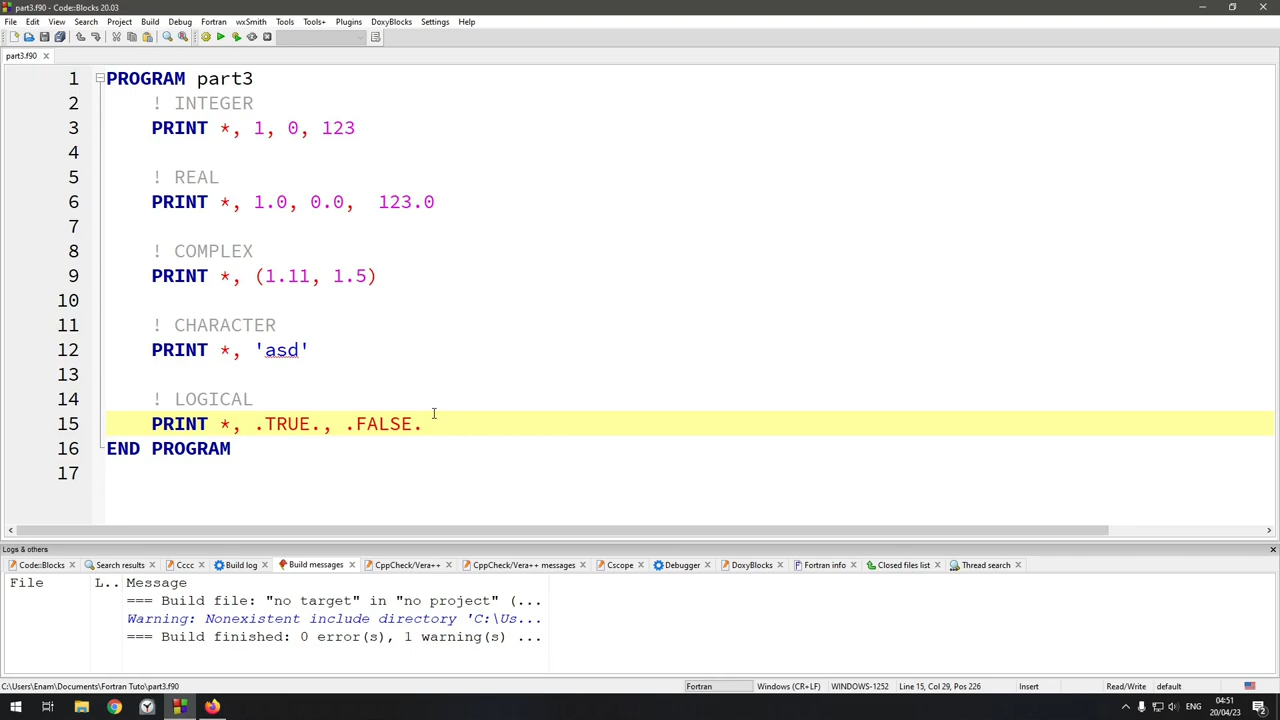 part3.f90 - Code::Blocks 20.03
File Edit View Search Project Build Debug Fortran wxSmith Tools Tools+ Plugins DoxyBlocks Settings Help
part3.f90
1 PROGRAM part3
2 ! INTEGER
3 PRINT *, 1, 0, 123
4
5 ! REAL
6 PRINT *, 1.0, 0.0,  123.0
7
8 ! COMPLEX
9 PRINT *, (1.11, 1.5)
10
11 ! CHARACTER
12 PRINT *, 'asd'
13
14 ! LOGICAL
15 PRINT *, .TRUE., .FALSE.
16 END PROGRAM
17
Logs & others
Code::Blocks Search results Cccc Build log Build messages CppCheck/Vera++ CppCheck/Vera++ messages Cscope Debugger DoxyBlocks Fortran info Closed files list Thread search
File L.. Message
=== Build file: "no target" in "no project" (...
Warning: Nonexistent include directory 'C:\Us...
=== Build finished: 0 error(s), 1 warning(s) ...
C:\Users\Enam\Documents\Fortran Tuto\part3.f90 Fortran Windows (CR+LF) WINDOWS-1252 Line 15, Col 29, Pos 226 Insert Read/Write default
ENG 04:51
20/04/23
2